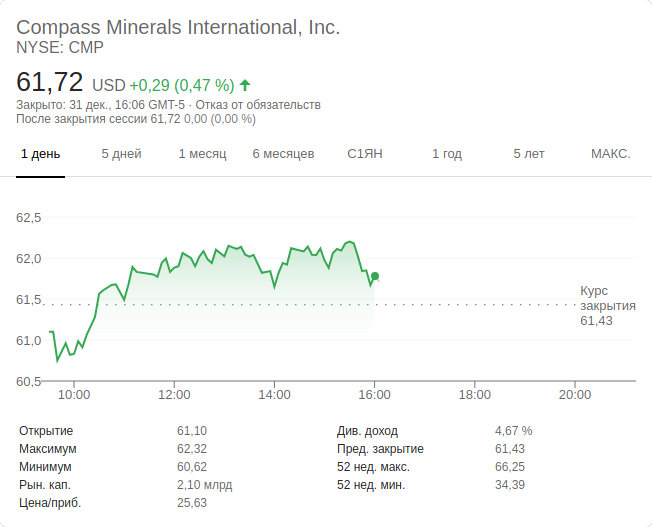 Compass Minerals International, Inc.
NYSE: CMP
61,72 USD +0,29 (0,47 %)
Закрыто: 31 дек., 16:06 GMT-5 · Отказ от обязательств
После закрытия сессии 61,72 0,00 (0,00 %)
1 день 5 дней 1 месяц 6 месяцев С1ЯН 1 год 5 лет МАКС.
62,5
62,0
61,5
61,0
60,5
Курс
закрытия
61,43
10:00 12:00 14:00 16:00 18:00 20:00
Открытие 61,10
Максимум 62,32
Минимум 60,62
Рын. кап. 2,10 млрд
Цена/приб. 25,63
Див. доход 4,67 %
Пред. закрытие 61,43
52 нед. макс. 66,25
52 нед. мин. 34,39